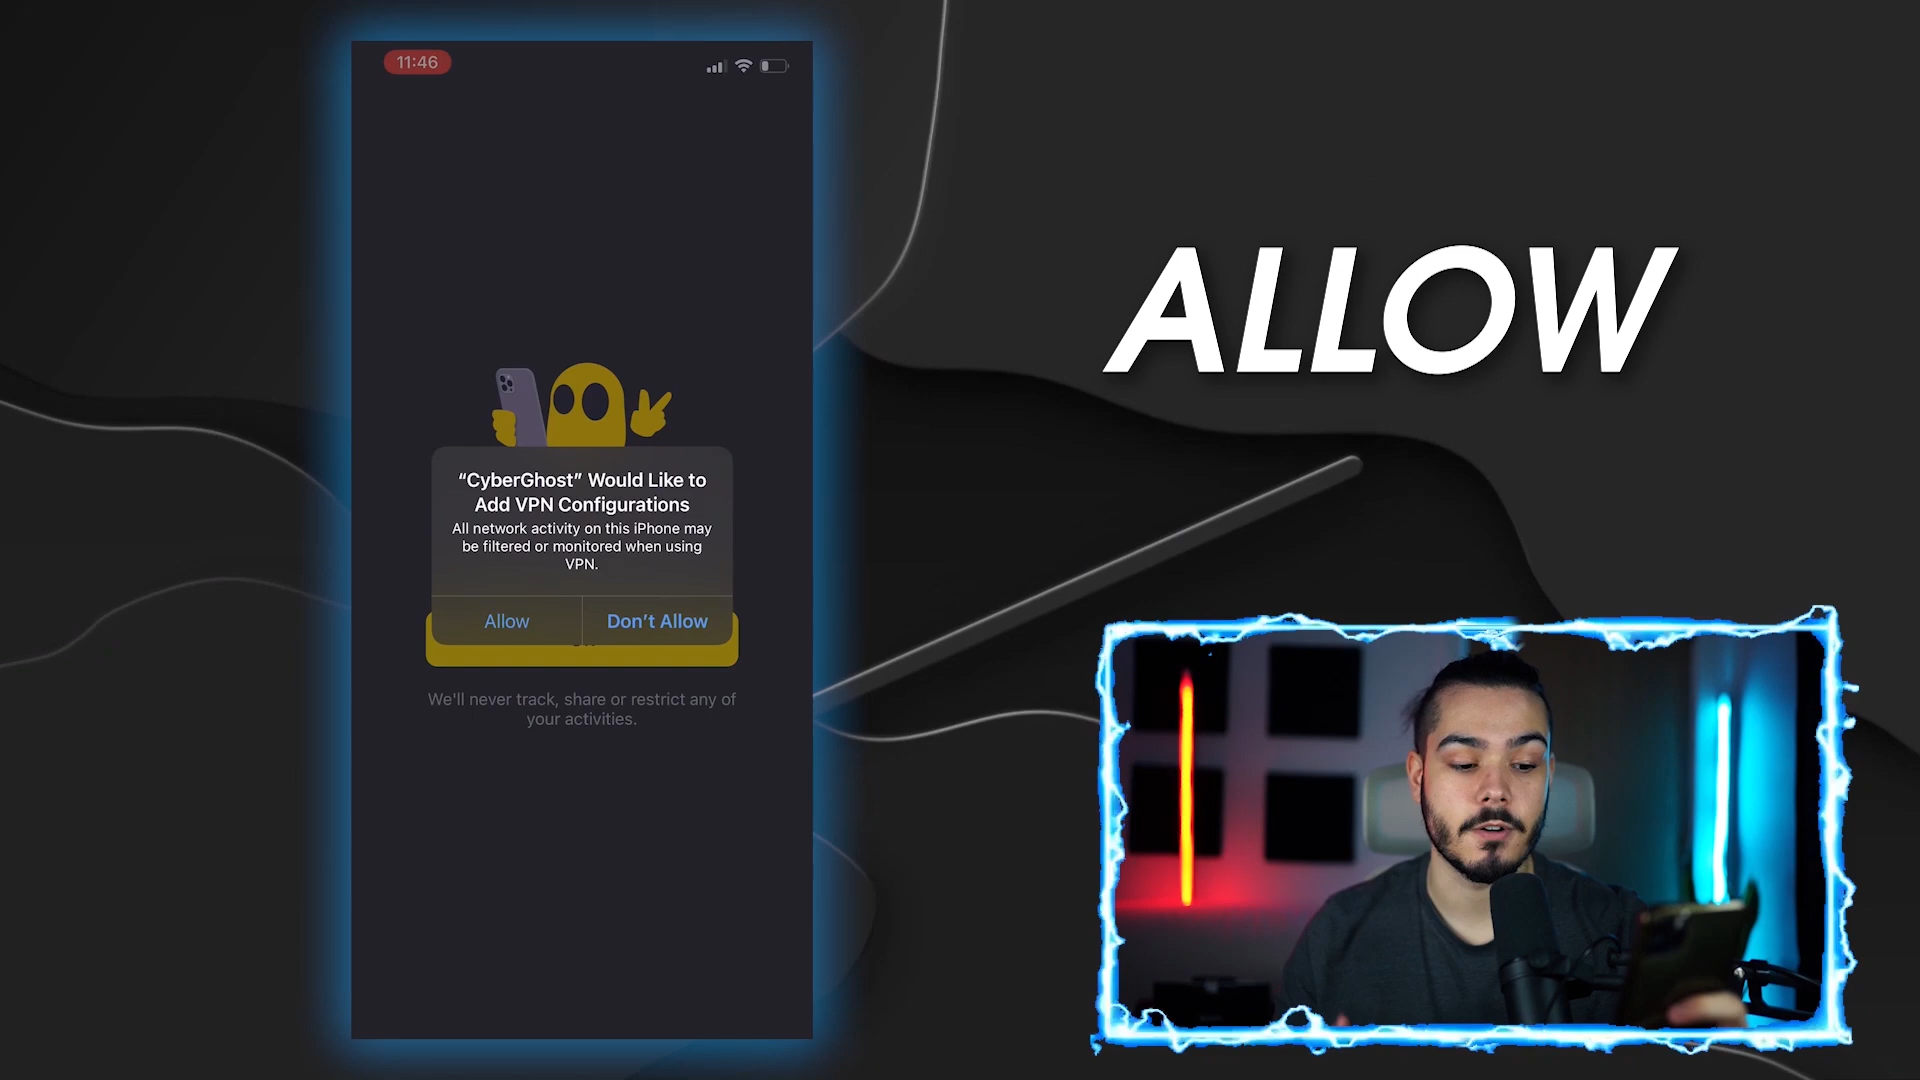 11:46
ALLOW
“CyberGhost” Would Like to
Add VPN Configurations
All network activity on this iPhone may
be filtered or monitored when using
VPN.
Allow
Don’t Allow
We'll never track, share or restrict any of
your activities.